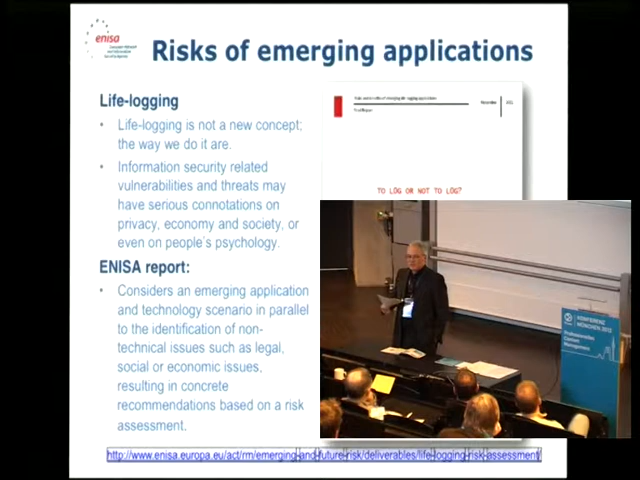 enisa
Risks of emerging applications
Life-logging
• Life-logging is not a new concept;
the way we do it are.
• Information security related
vulnerabilities and threats may
have serious connotations on
privacy, economy and society, or
even on people's psychology.
ENISA report:
• Considers an emerging application
and technology scenario in parallel
to the identification of non-
technical issues such as legal,
social or economic issues,
resulting in concrete
recommendations based on a risk
assessment.
TO LOG OR NOT TO LOG?
KONFERENZ
MÜNCHEN 2012
Professionelles
Content
Management
http://www.enisa.europa.eu/act/rm/emerging-and-future-risk/deliverables/life-logging-risk-assessment/